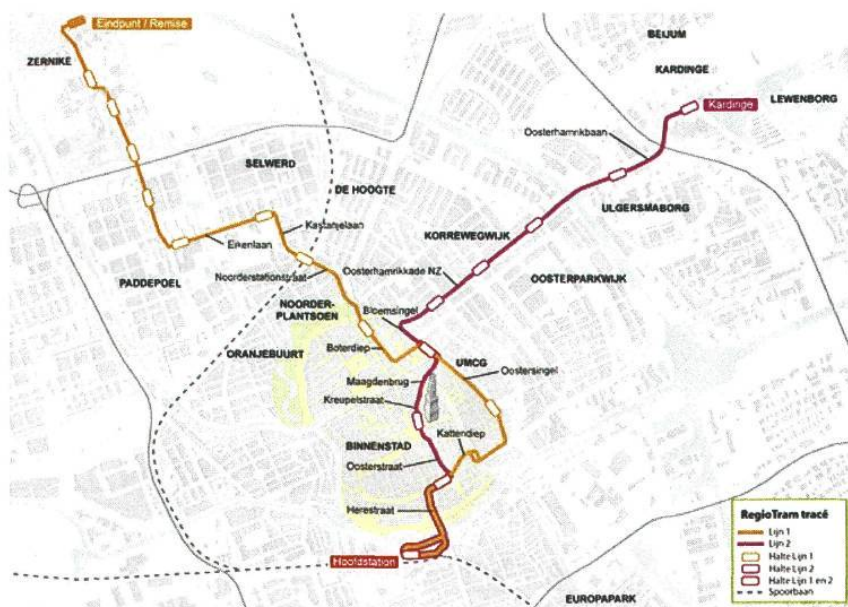 Eindpunt / Remise
BEIJUM
ZERNIKE
KARDINGE
LEWENBORG
Kardinge
Oosterhamrikbaan
SELWERD
DE HOOGTE
ULGERSMABORG
Kastanjelaan
KORREWEGWIJK
Eikenlaan
PADDEPOEL
Noorderstationstraat
Oosterhamrikkade NZ
OOSTERPARKWIJK
NOORDER-
PLANTSOEN
Bloemsingel
ORANJEBUURT
Boterdiep
UMCG
Oostersingel
Maagdenbrug
Kreupelstraat
Kattendiep
BINNENSTAD
Oosterstraat
Herestraat
Hoofdstation
EUROPAPARK
RegioTram tracé
Lijn 1
Lijn 2
Halte Lijn 1
Halte Lijn 2
Halte Lijn 1 en 2
Spoorbaan